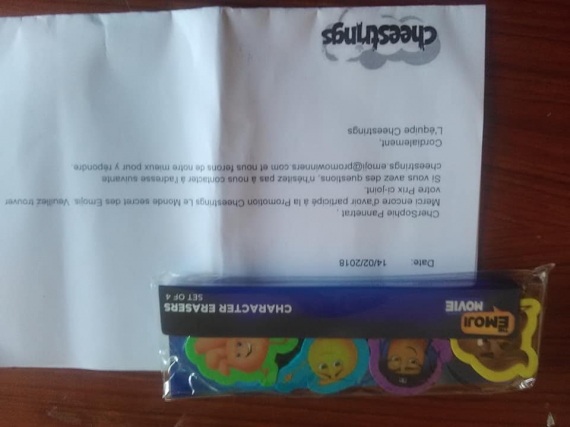 Date: 14/02/2018
CherSophie Pannetrat ,
Merci encore d'avoir participé à la Promotion Cheestrings Le Monde secret des Emojis. Veuillez trouver
votre Prix ci-joint.
Si vous avez des questions, n'hésitez pas à nous contacter à l'adresse suivante
cheestrings.emoji@promowinners.com et nous ferons de notre mieux pour y répondre.
Cordialement,
L'équipe Cheestrings
Cheestrings
EMOJI
MOVIE
CHARACTER ERASERS
SET OF 4